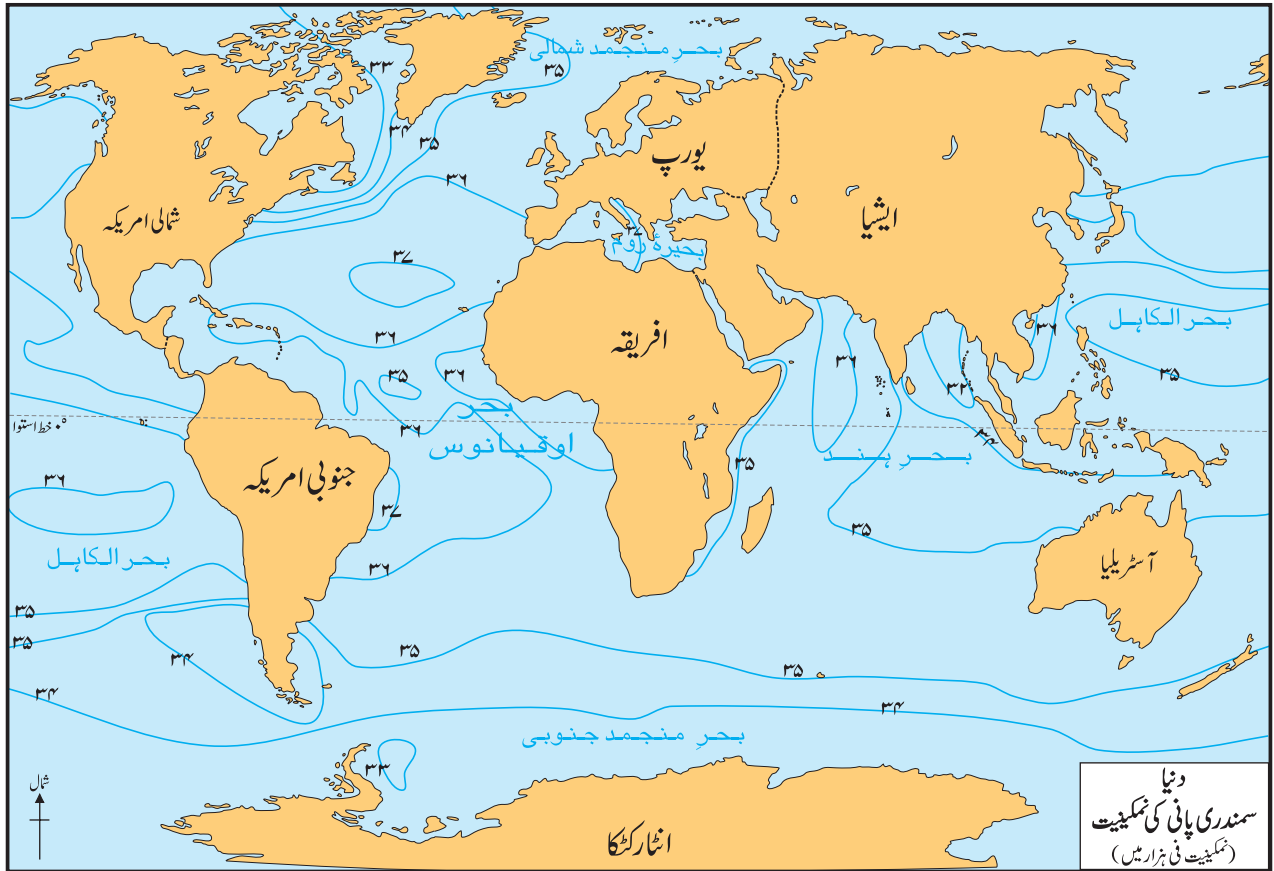 بحرِ منجمد شمالی
۳۳
۳۵
۳۴
۳۵
۳۶
یورپ
ایشیا
شمالی امریکہ
۳۷
بحیرۂ روم
۳۷
بحر الکاہل
۳۶
۳۶
افریقہ
۳۵
۳۶
۳۶
۳۲
۳۵
بحر
اوقیانوس
۰° خط استوا
۳۶
۳۴
بحرِ ہند
۳۵
جنوبی امریکہ
۳۶
۳۷
۳۵
بحر الکاہل
۳۶
آسٹریلیا
۳۵
۳۵
۳۴
۳۵
۳۵
۳۴
۳۴
بحرِ منجمد جنوبی
۳۳
شمال
انٹارکٹکا
دنیا
سمندری پانی کی نمکینیت
(نمکینیت فی ہزار میں)